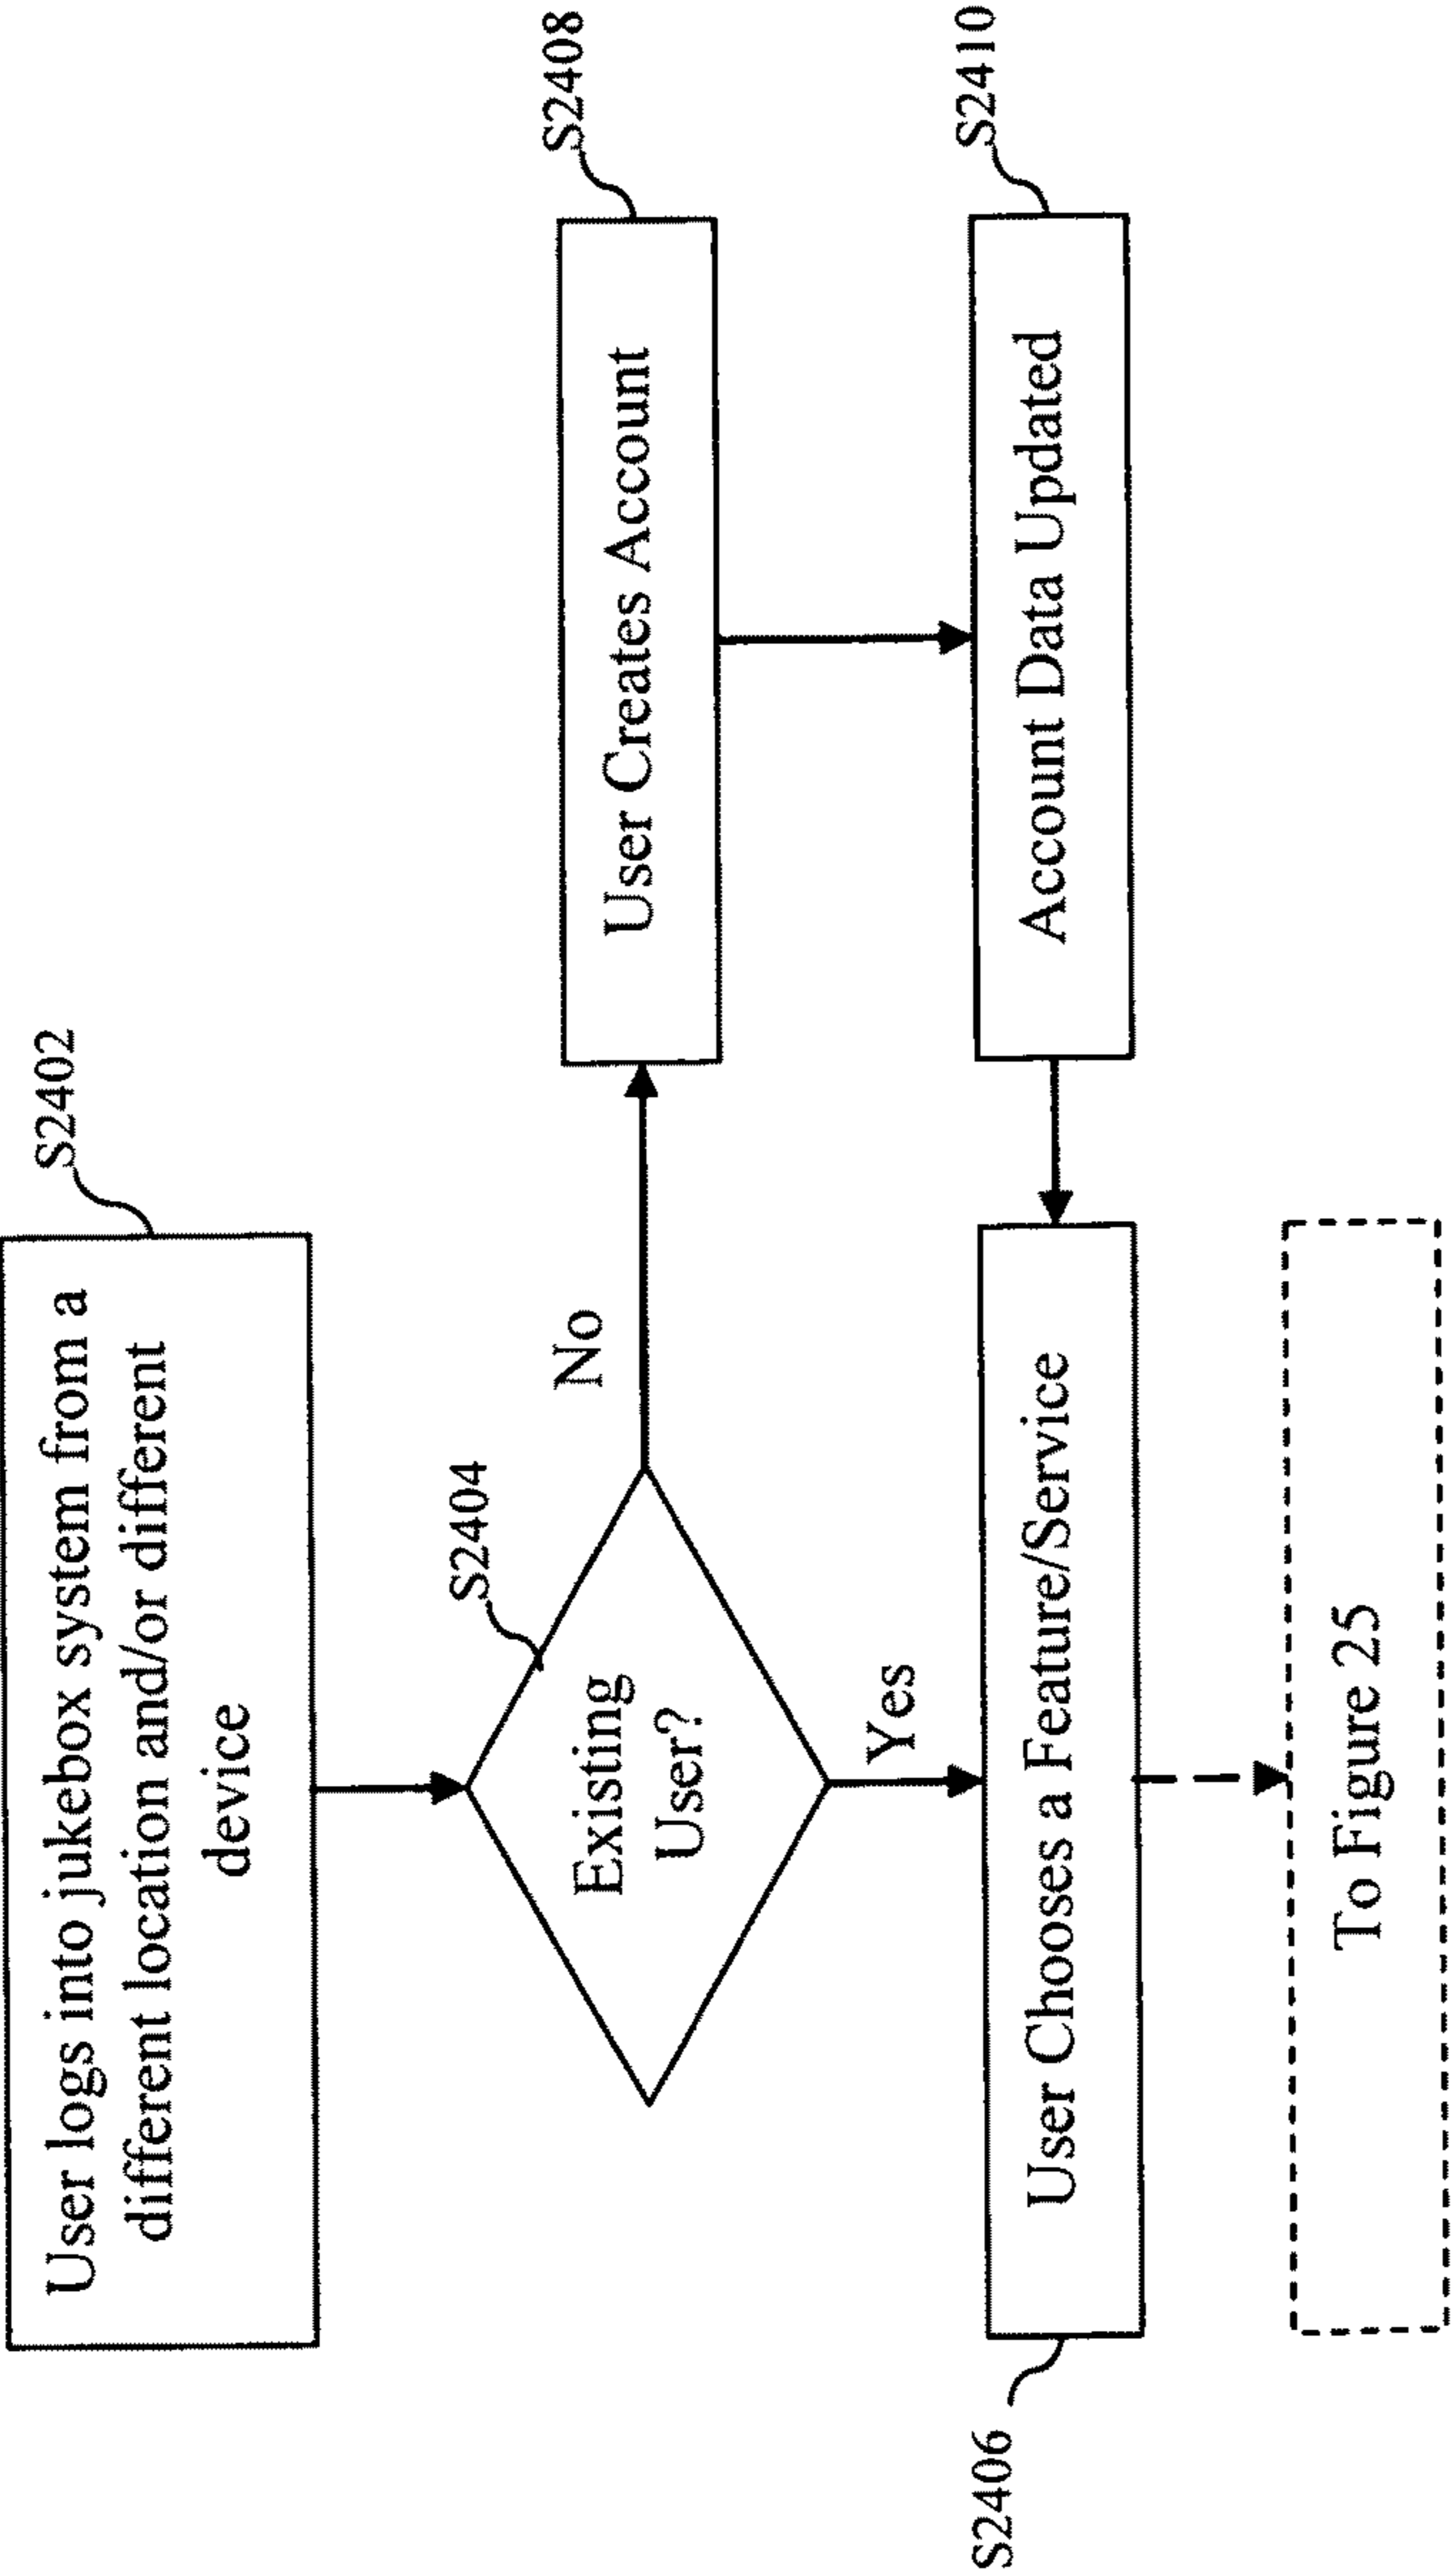 S2402
User logs into jukebox system from a
different location and/or different
device
S2404
Existing
User?
No
Yes
S2408
User Creates Account
S2410
Account Data Updated
S2406
User Chooses a Feature/Service
To Figure 25